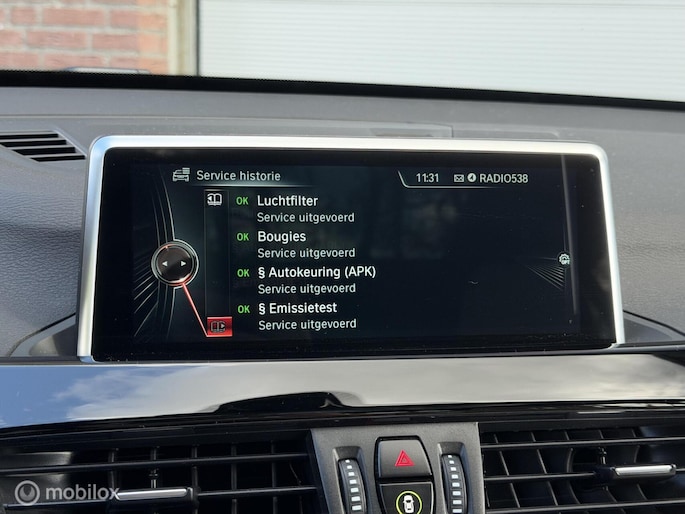 Service historie
11:31 RADIO538
OK Luchtfilter
Service uitgevoerd
OK Bougies
Service uitgevoerd
OK § Autokeuring (APK)
Service uitgevoerd
OK § Emissietest
Service uitgevoerd
mobilox